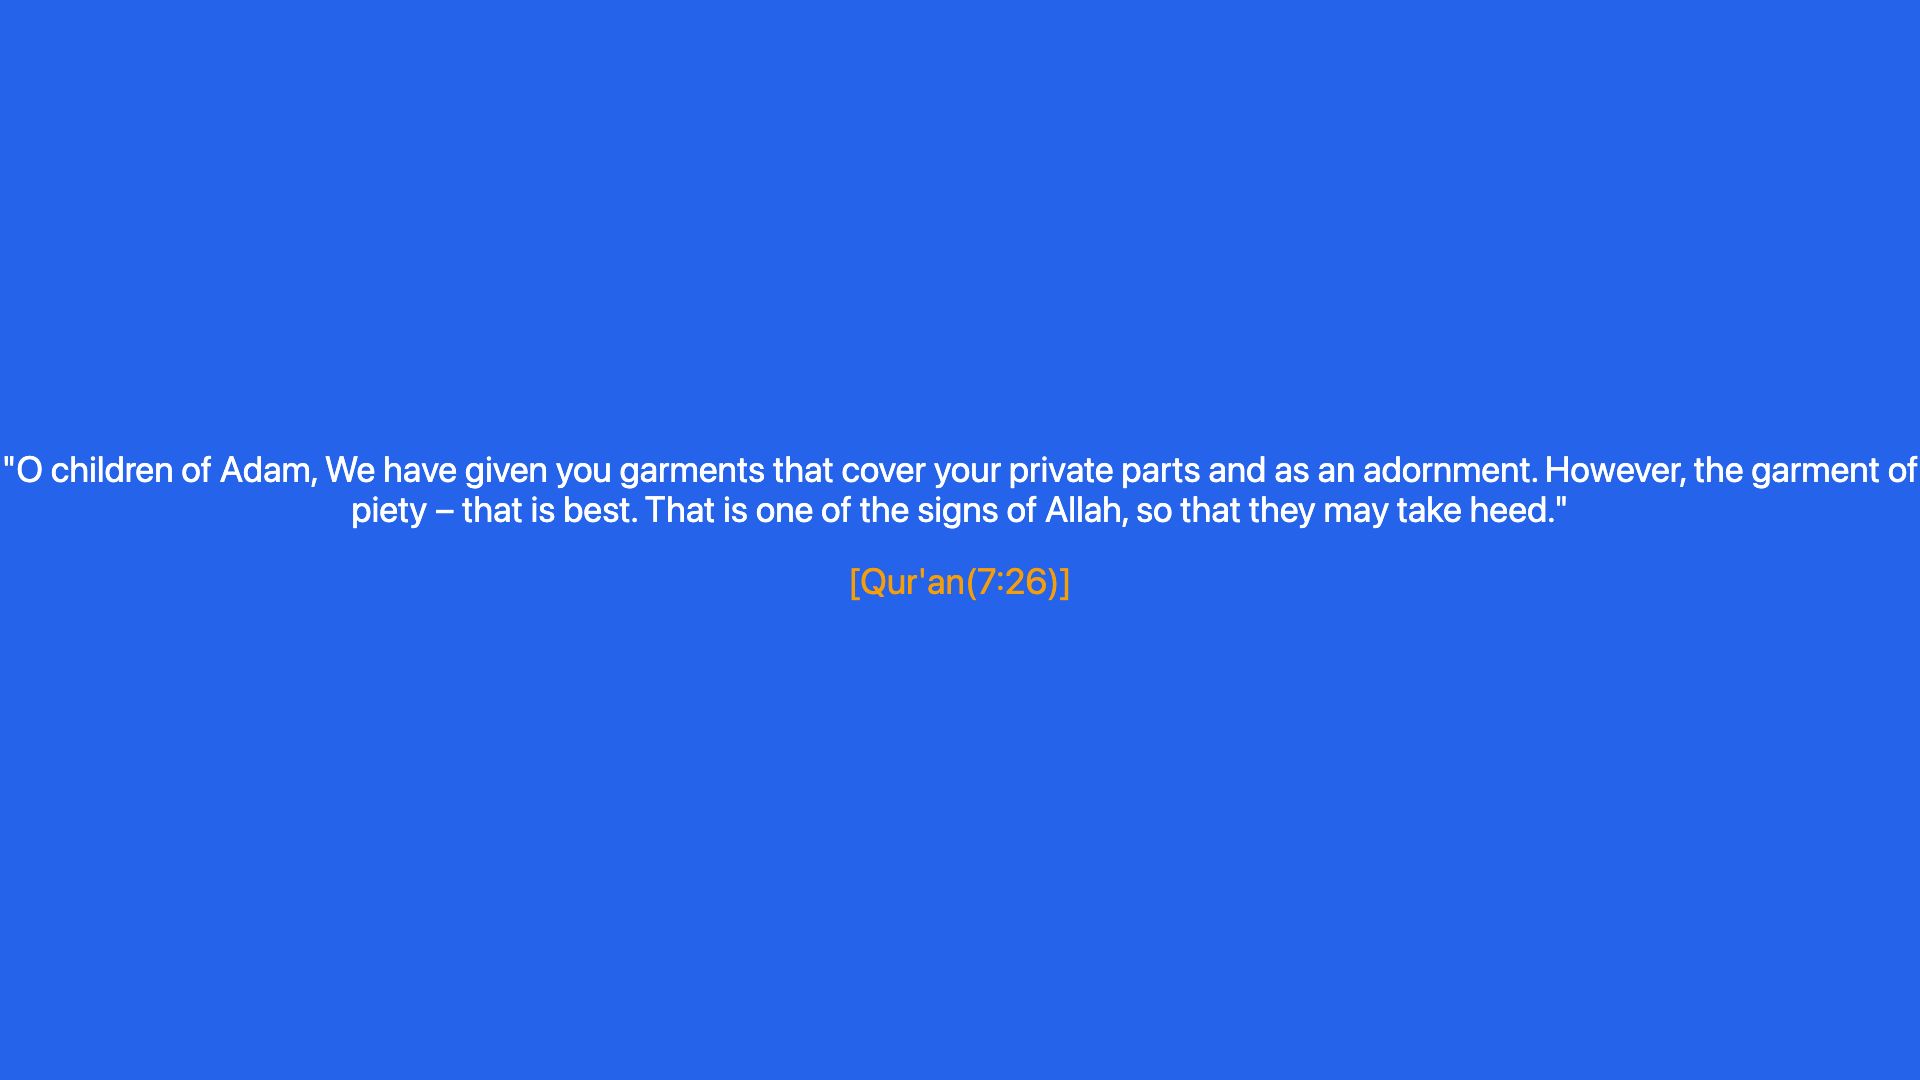 "O children of Adam, We have given you garments that cover your private parts and as an adornment. However, the garment of
piety – that is best. That is one of the signs of Allah, so that they may take heed."
[Qur'an(7:26)]